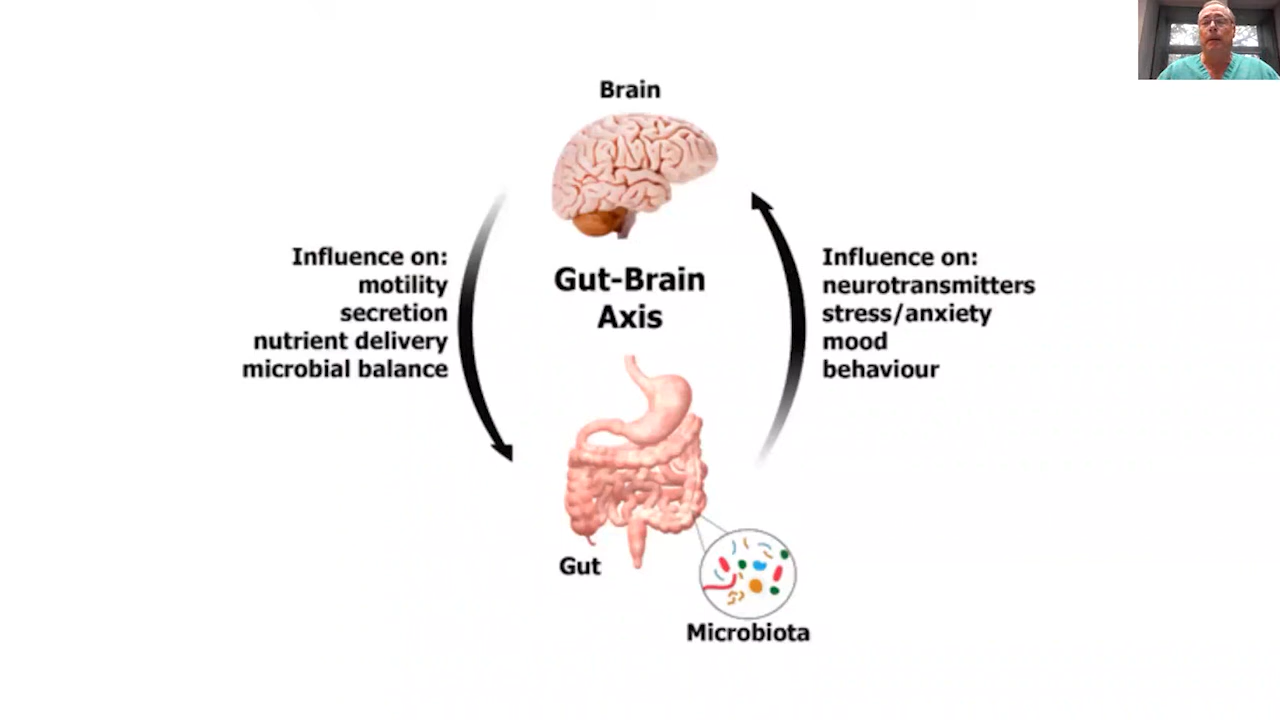 Brain
Influence on:
motility
secretion
nutrient delivery
microbial balance
Gut-Brain
Axis
Influence on:
neurotransmitters
stress/anxiety
mood
behaviour
Gut
Microbiota